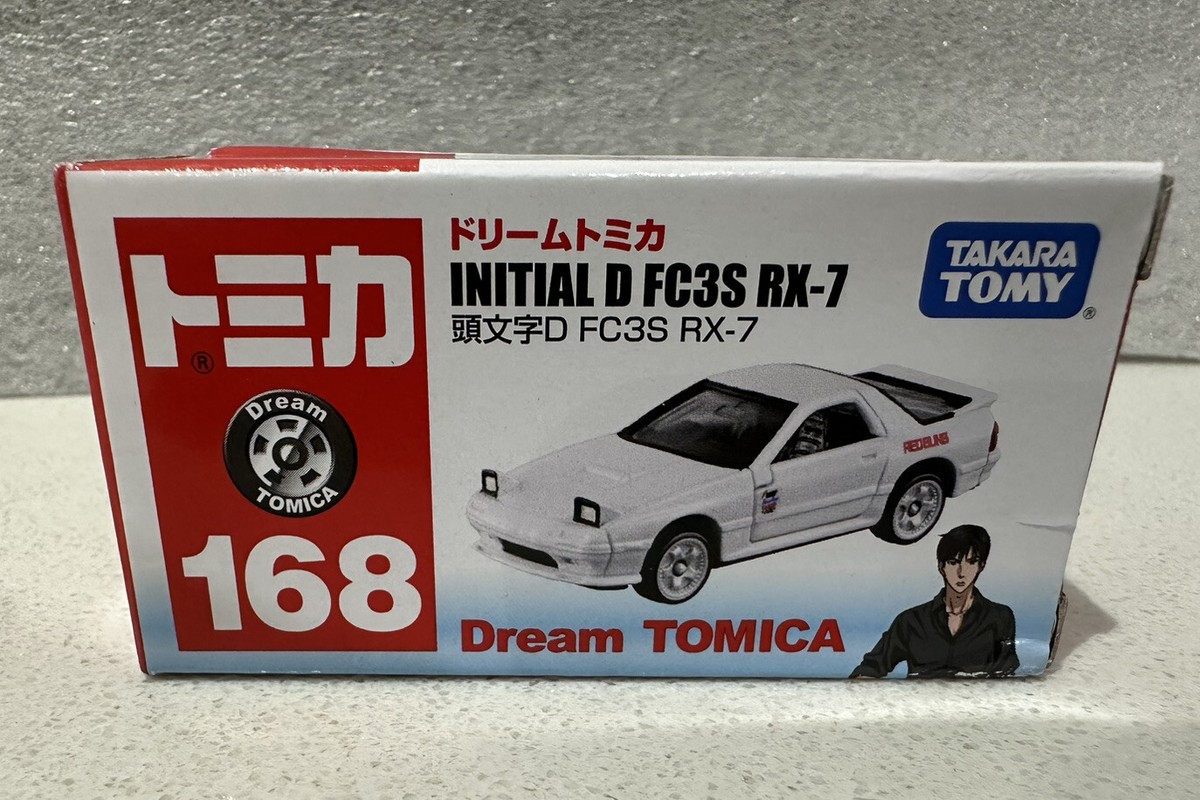 トミカ
®
Dream
TOMICA
168
ドリームトミカ
INITIAL D FC3S RX-7
頭文字D FC3S RX-7
TAKARA
TOMY
®
REDSUNS
Dream TOMICA